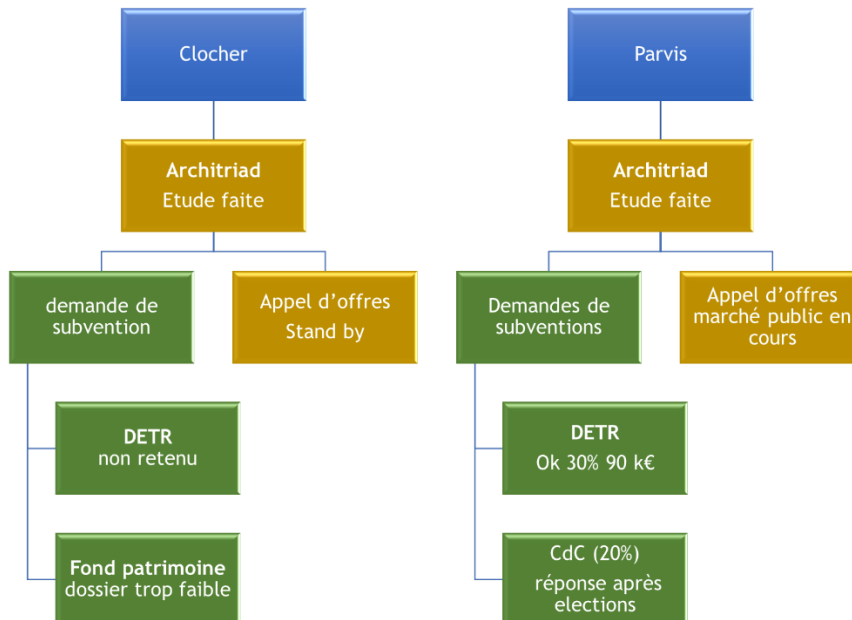 Clocher
Architriad
Etude faite
demande de
subvention
Appel d’offres
Stand by
DETR
non retenu
Fond patrimoine
dossier trop faible
Parvis
Architriad
Etude faite
Demandes de
subventions
Appel d’offres
marché public en
cours
DETR
Ok 30% 90 k€
CdC (20%)
réponse après
elections